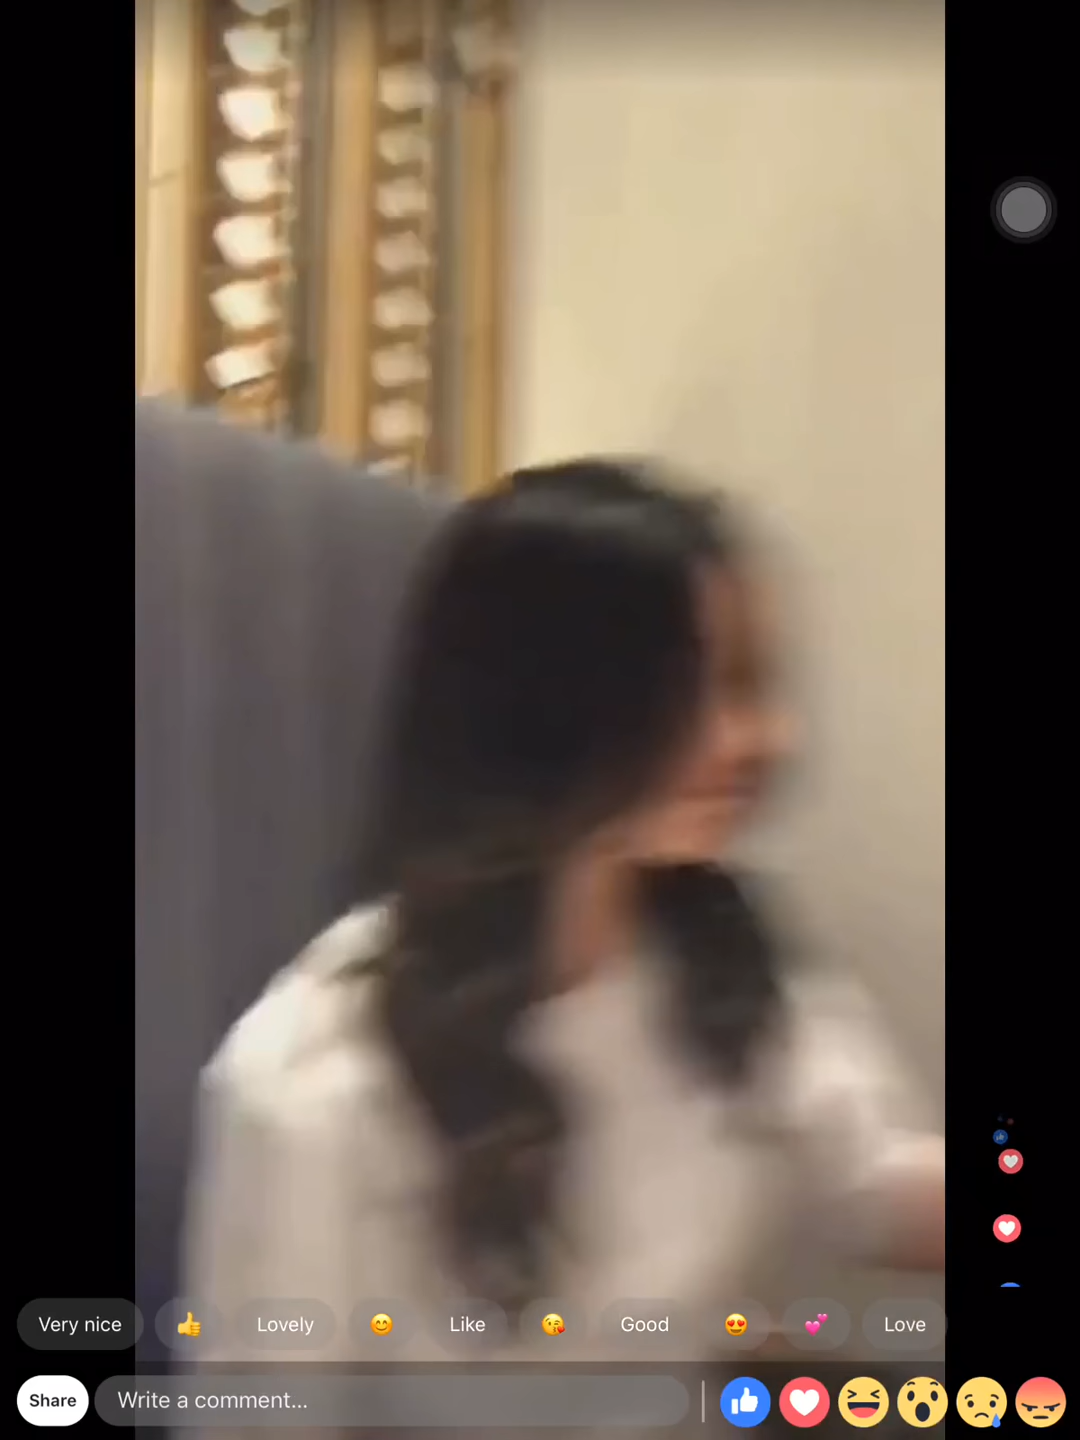 Very nice 👍 Lovely 😊 Like 😘 Good 😍 💕 Love
Share Write a comment...